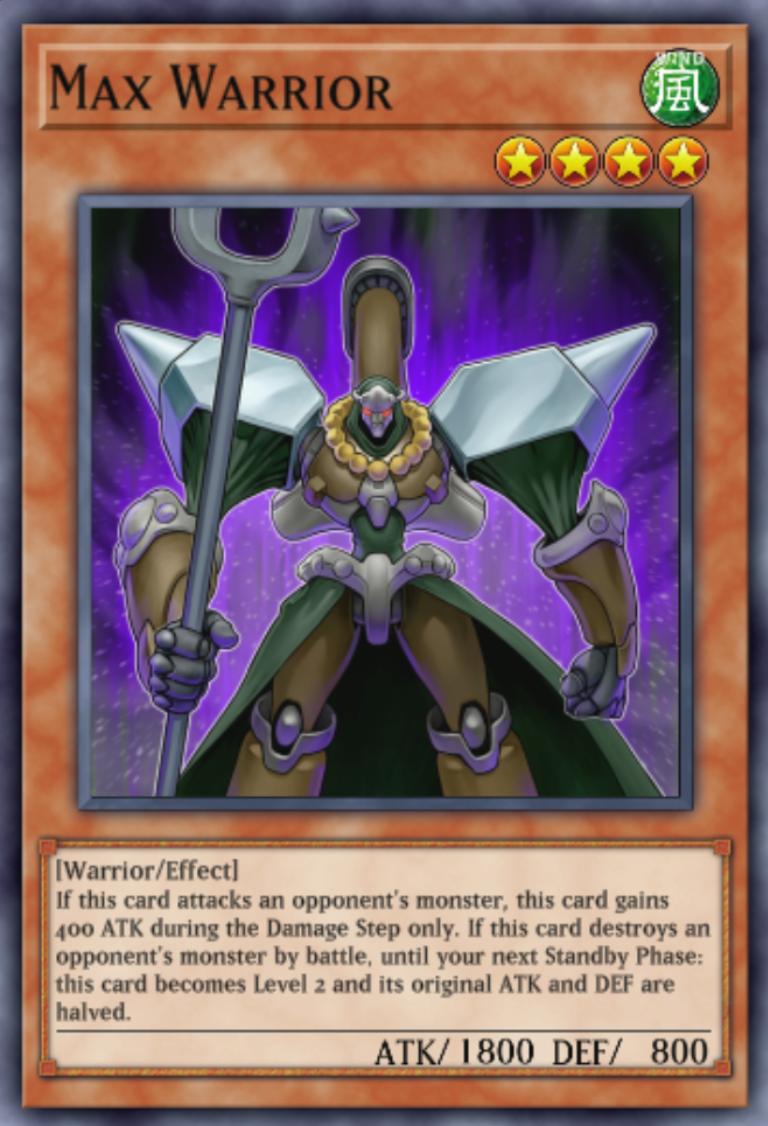 Max Warrior
WIND
風
[Warrior/Effect]
If this card attacks an opponent's monster, this card gains
400 ATK during the Damage Step only. If this card destroys an
opponent's monster by battle, until your next Standby Phase:
this card becomes Level 2 and its original ATK and DEF are
halved.
ATK/ 1800 DEF/ 800